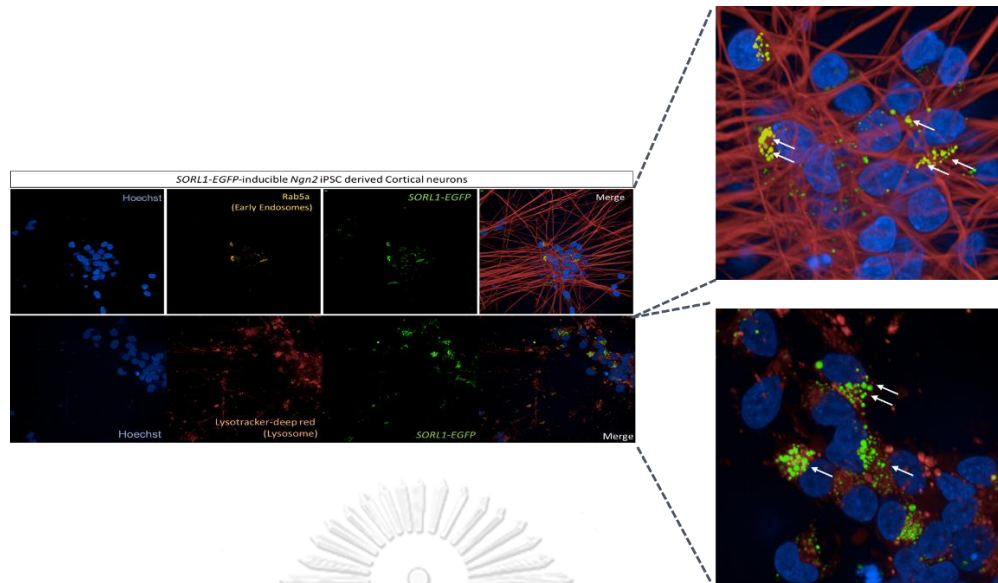 SORL1-EGFP-inducible Ngn2 iPSC derived Cortical neurons
Hoechst
Rab5a
(Early Endosomes)
SORL1-EGFP
Merge
Hoechst
Lysotracker-deep red
(Lysosome)
SORL1-EGFP
Merge